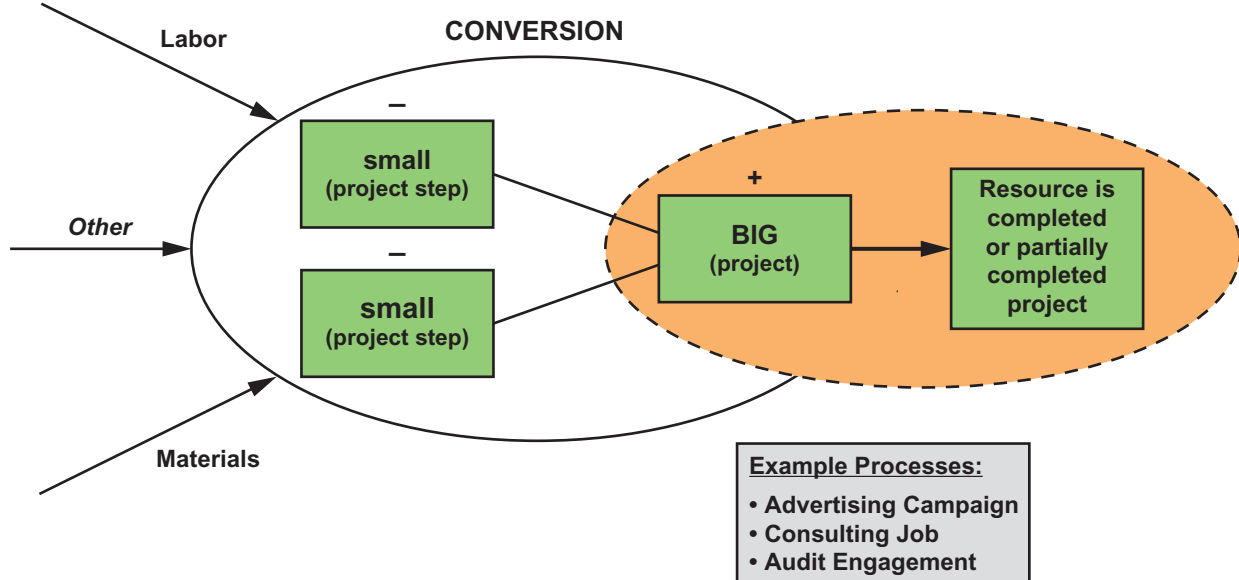 CONVERSION
Labor
Other
Materials
–
small
(project step)
–
small
(project step)
+
BIG
(project)
Resource is
completed
or partially
completed
project
Example Processes:
• Advertising Campaign
• Consulting Job
• Audit Engagement